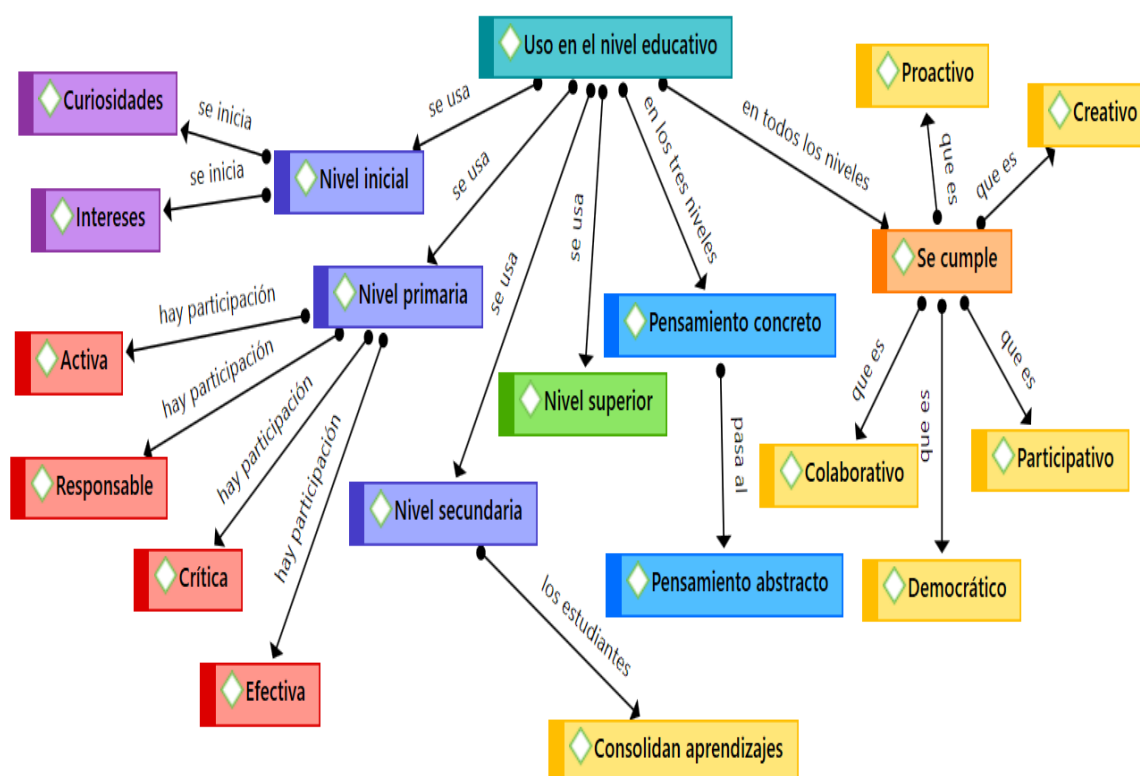 Uso en el nivel educativo
Proactivo
Curiosidades
Creativo
se inicia
se usa
en los tres niveles
en todos los niveles
que es
que es
se inicia
Nivel inicial
se usa
Intereses
se usa
Se cumple
Nivel primaria
se usa
hay participación
Pensamiento concreto
Activa
hay participación
que es
que es
que es
Nivel superior
hay participación
pasa al
Colaborativo
Participativo
Responsable
hay participación
Nivel secundaria
Crítica
Pensamiento abstracto
Democrático
los estudiantes
Efectiva
Consolidan aprendizajes